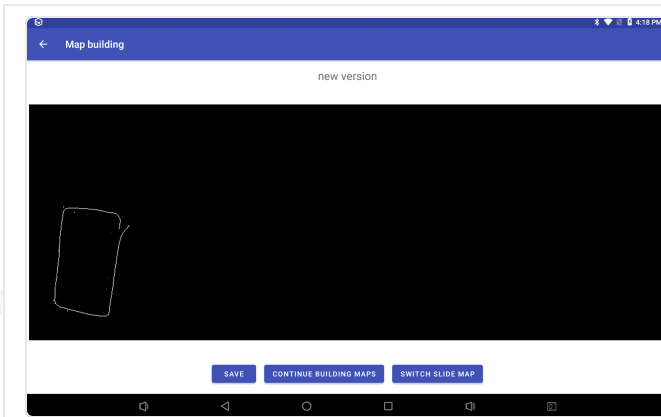 4:18 PM
Map building
new version
SAVE
CONTINUE BUILDING MAPS
SWITCH SLIDE MAP